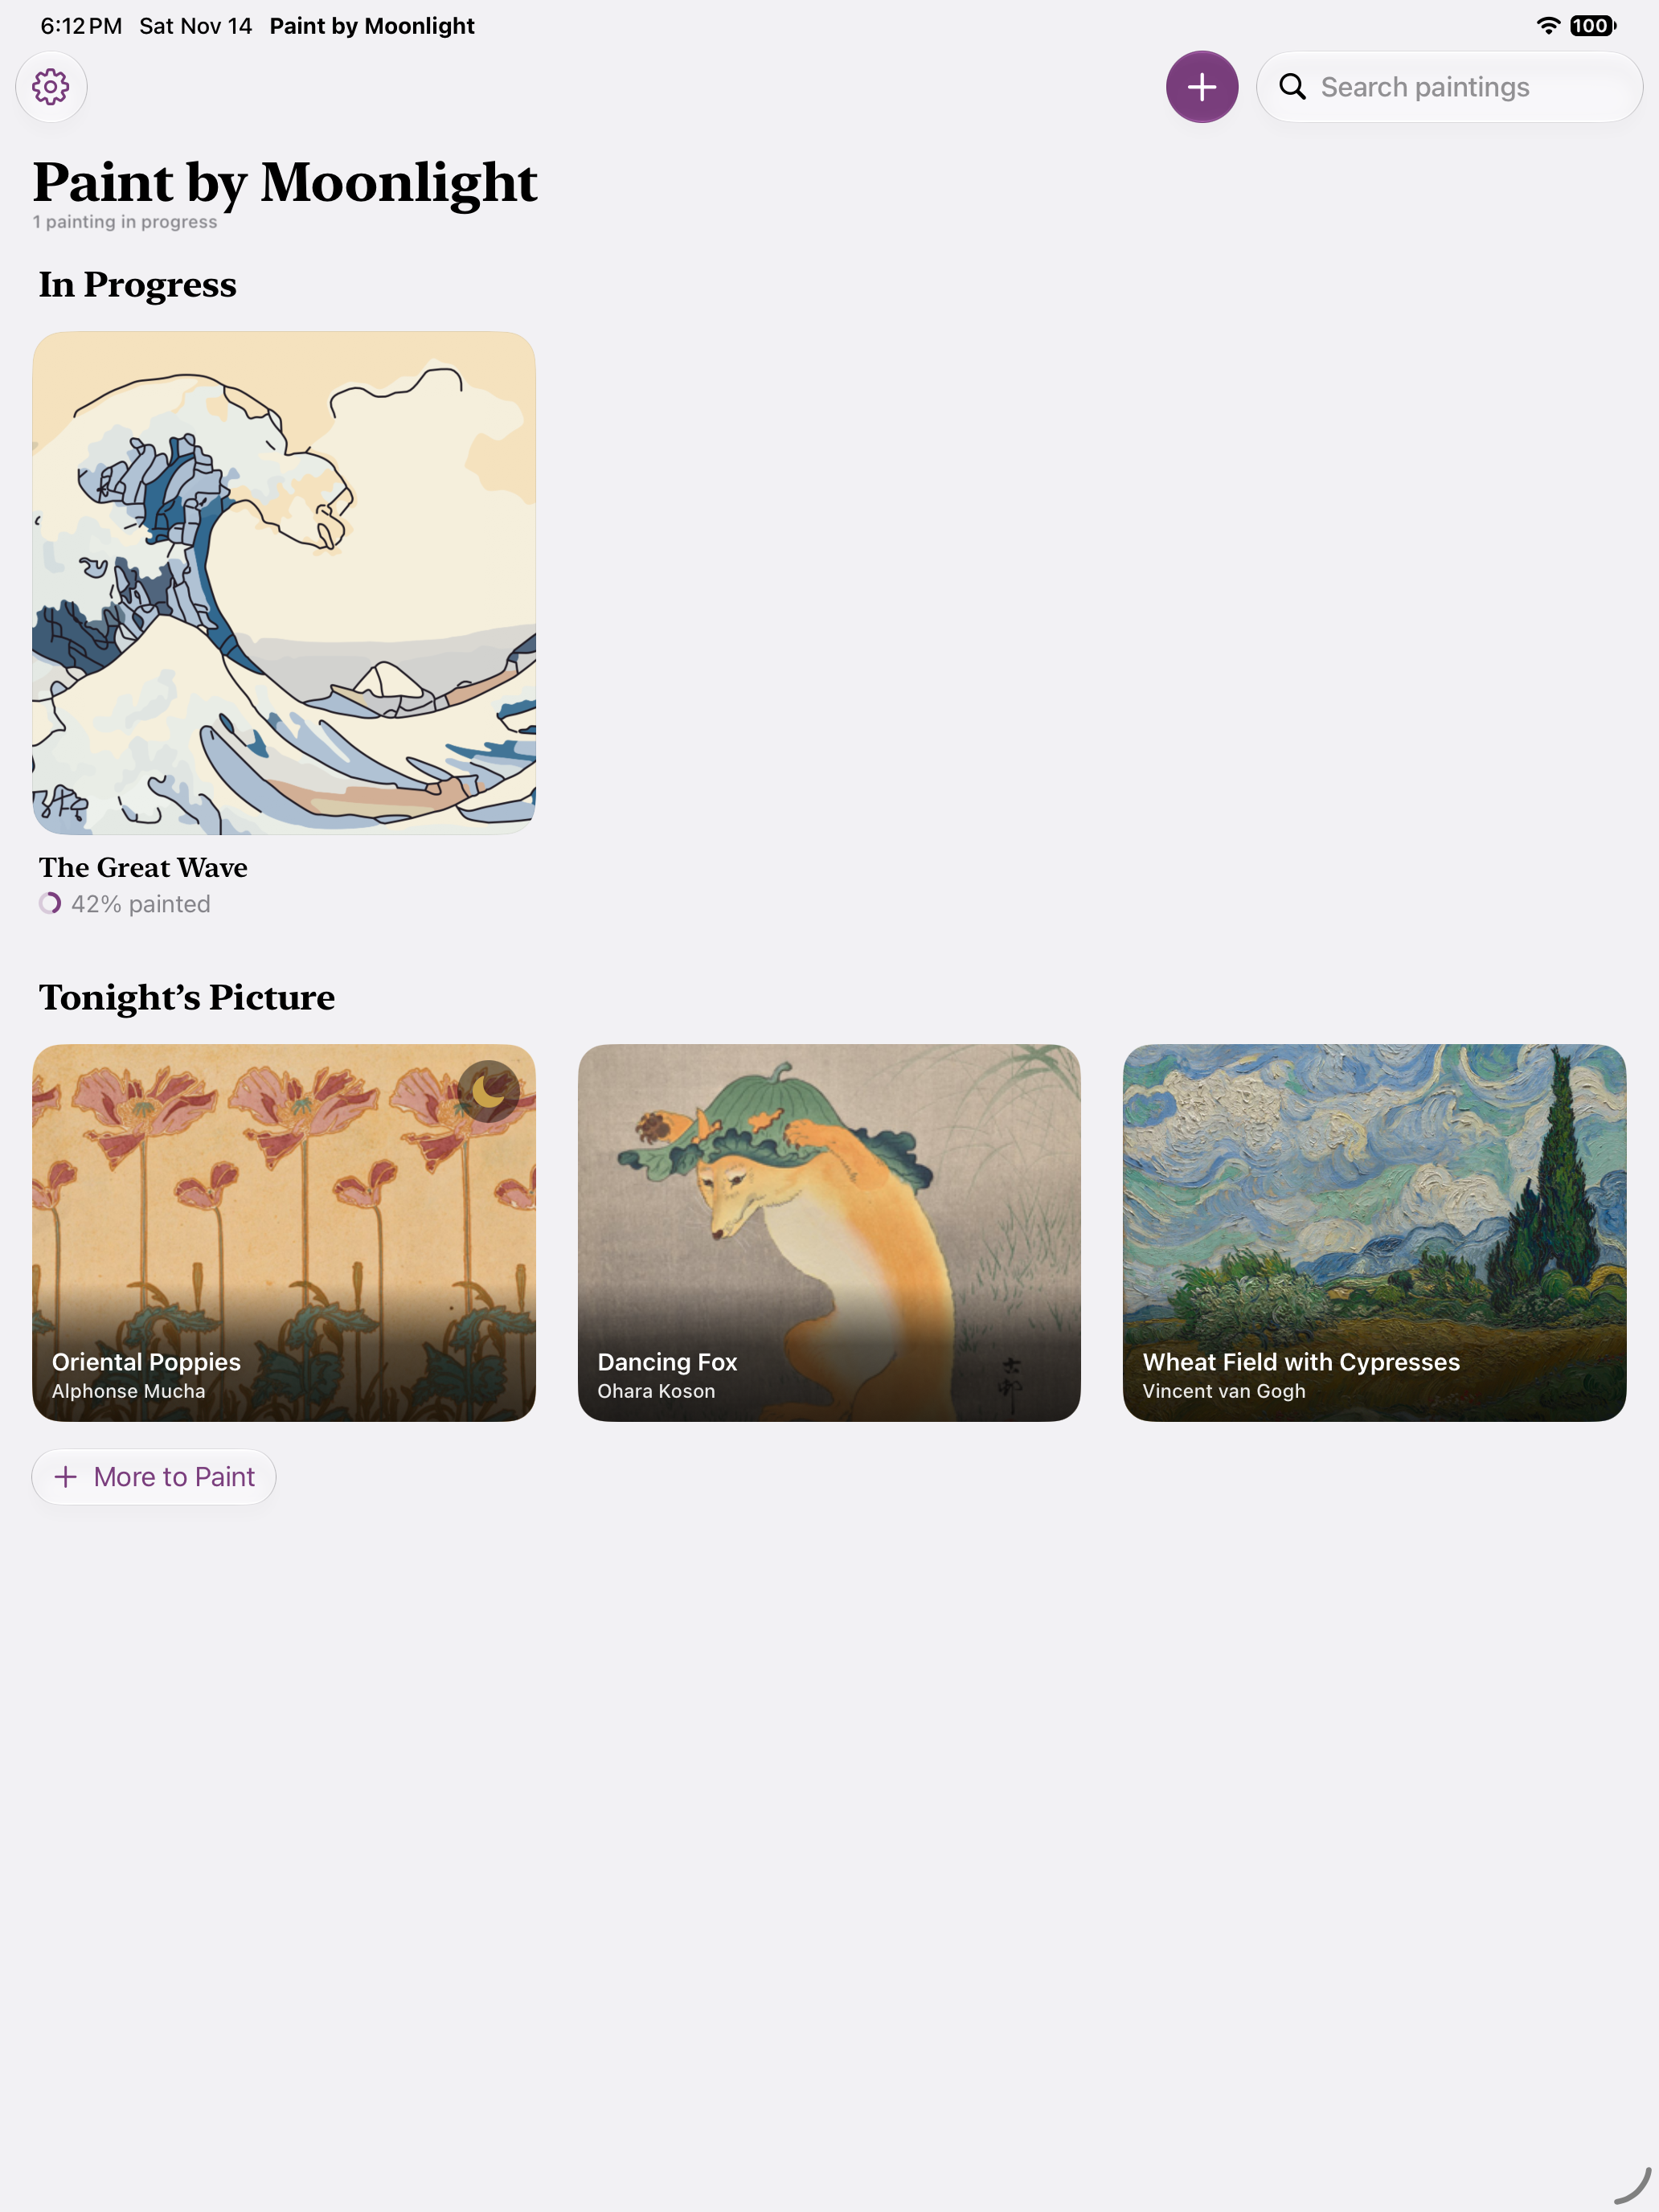 6:12 PM Sat Nov 14 Paint by Moonlight
100
Search paintings
Paint by Moonlight
1 painting in progress
In Progress
The Great Wave
42% painted
Tonight’s Picture
Oriental Poppies
Alphonse Mucha
Dancing Fox
Ohara Koson
Wheat Field with Cypresses
Vincent van Gogh
More to Paint